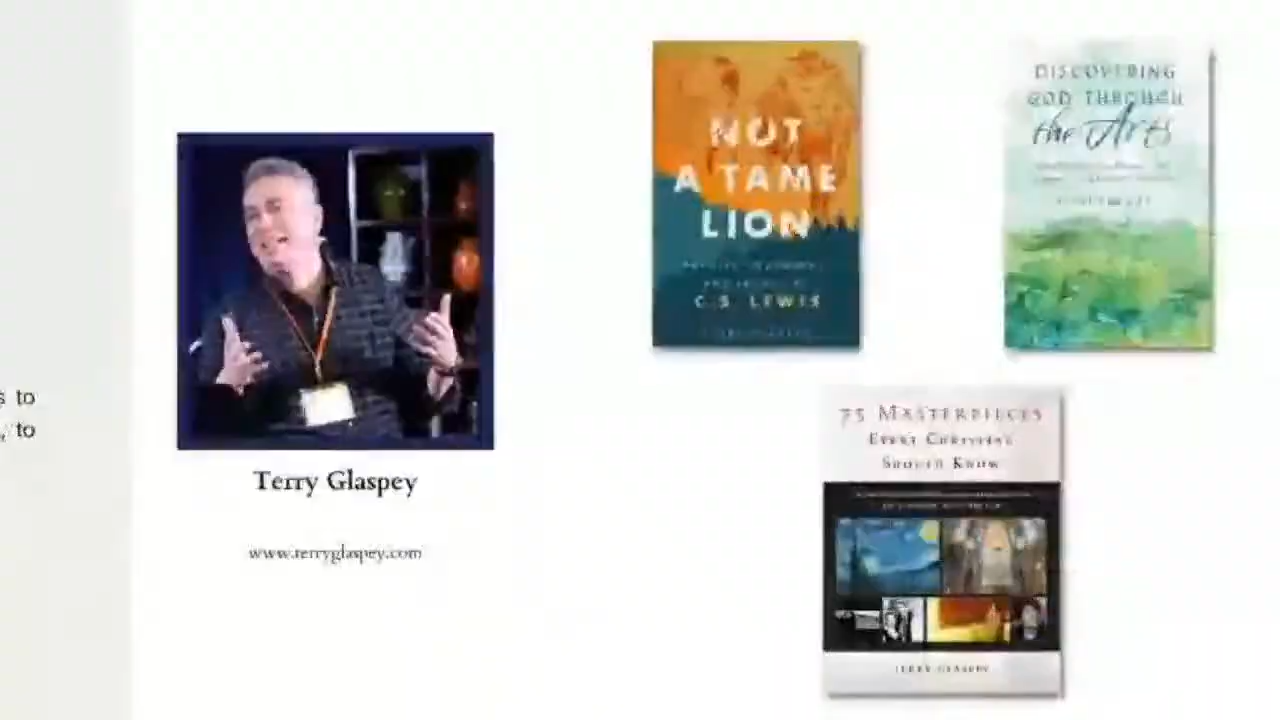 s to
, to
Terry Glaspey
www.terryglaspey.com
NOT
A TAME
LION
C.S. LEWIS
DISCOVERING
GOD THROUGH
the Arts
75 MASTERPIECES
EVERY CHRISTIAN
SHOULD KNOW
TERRY GLASPEY